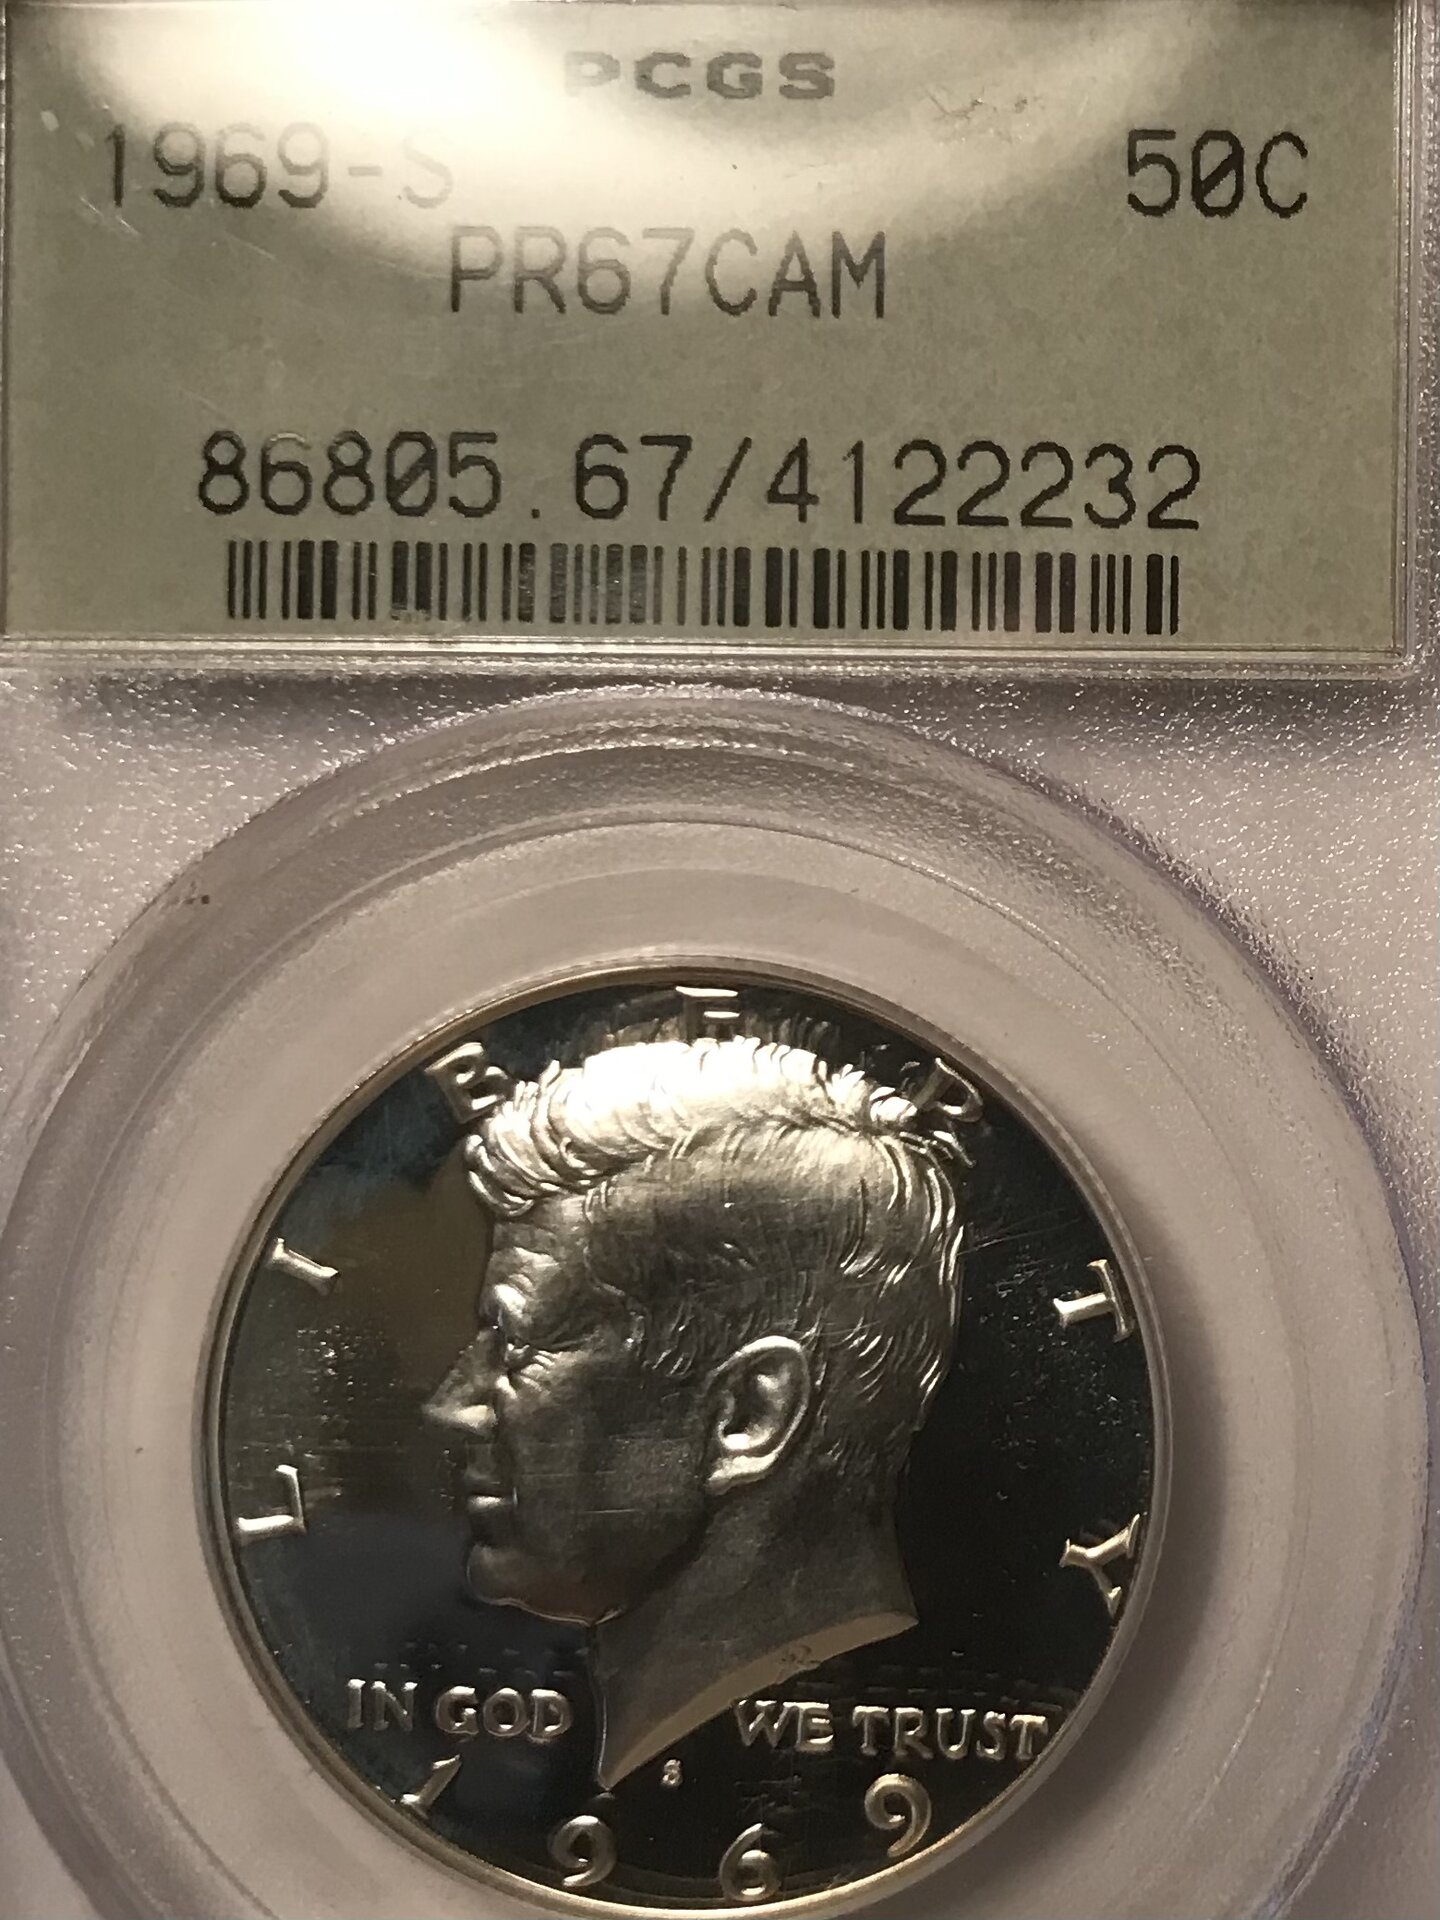 PCGS
1969-S 50C
PR67CAM
86805.67/4122232
LIBERTY
IN GOD WE TRUST
S
1969